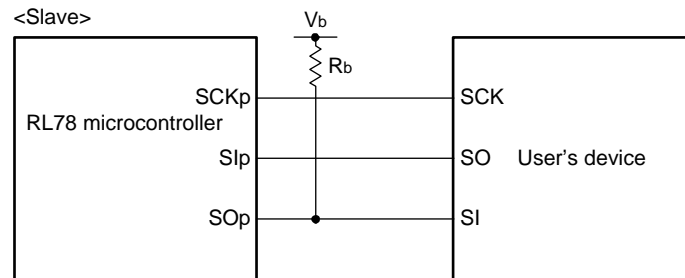 <Slave>
Vb
Rb
SCKp
SCK
RL78 microcontroller
SIp
SO
User's device
SOp
SI